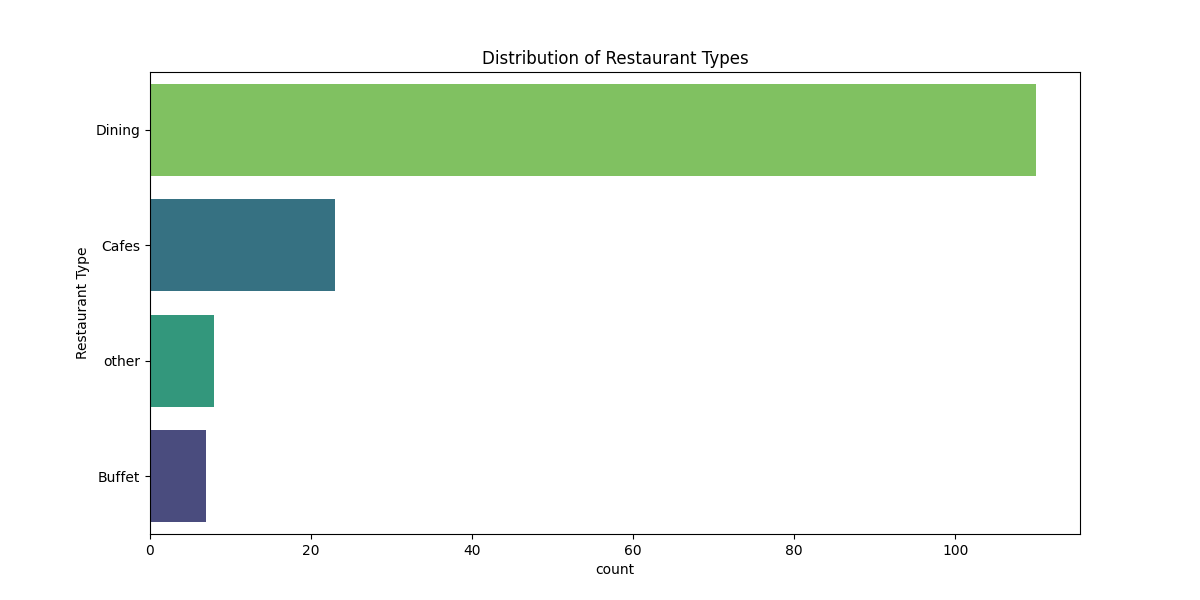 Distribution of Restaurant Types
Restaurant Type
Dining
Cafes
other
Buffet
0 20 40 60 80 100
count